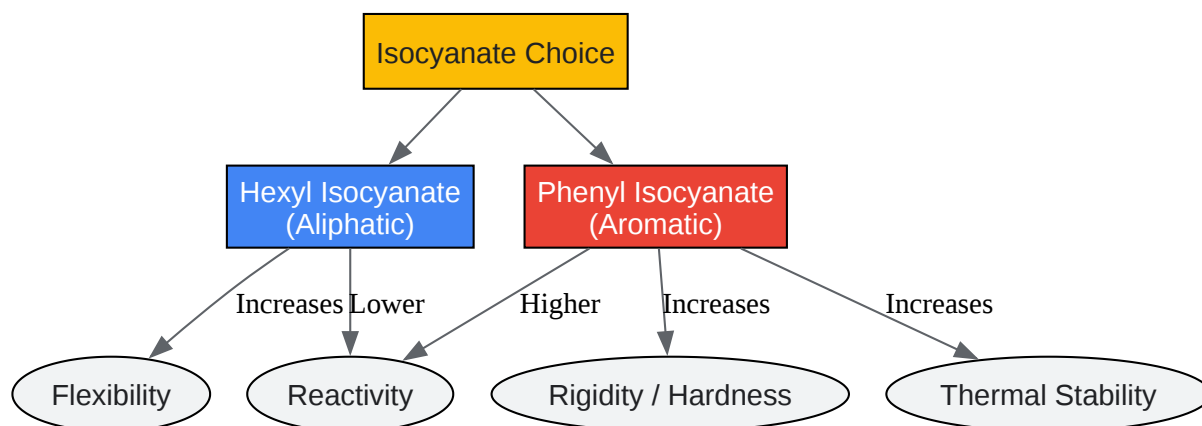 Isocyanate Choice
Hexyl Isocyanate
(Aliphatic)
Phenyl Isocyanate
(Aromatic)
Increases
Lower
Higher
Increases
Increases
Flexibility
Reactivity
Rigidity / Hardness
Thermal Stability